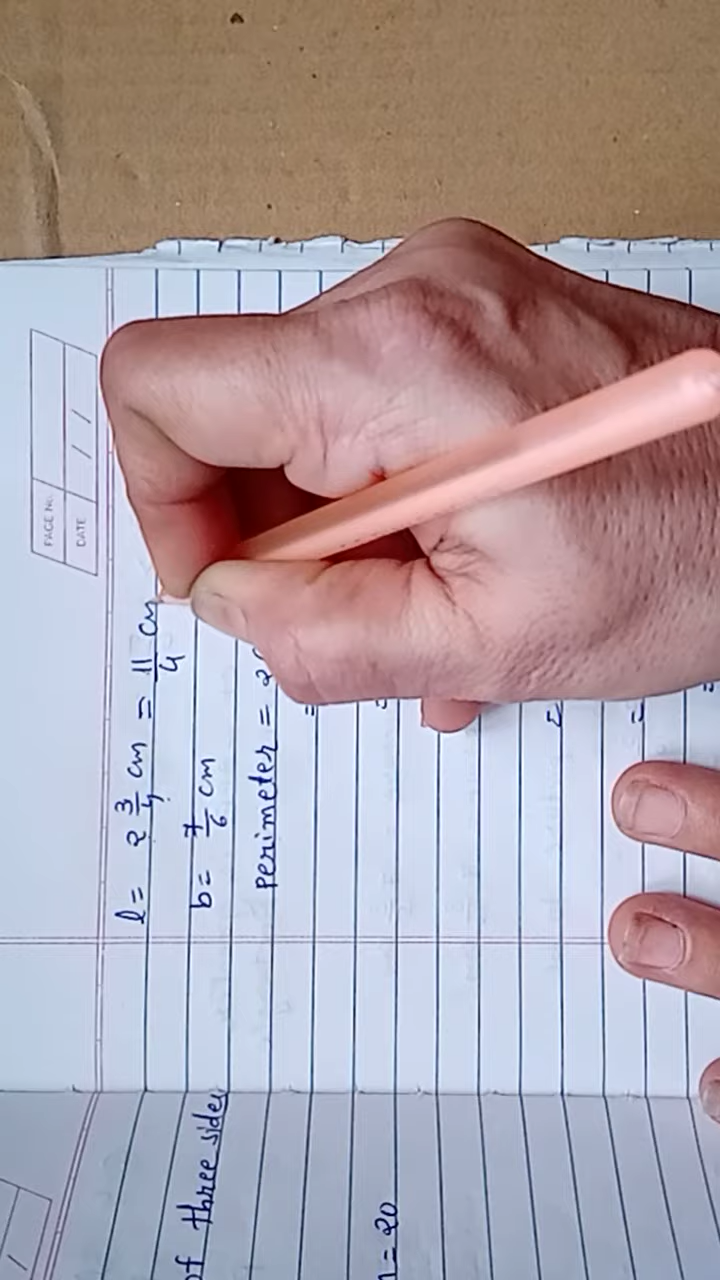 PAGE No.
DATE / /
l = 2 3/4 cm = 11/4 cm
b = 7/6 cm
Perimeter = 2
of three sides
= 20